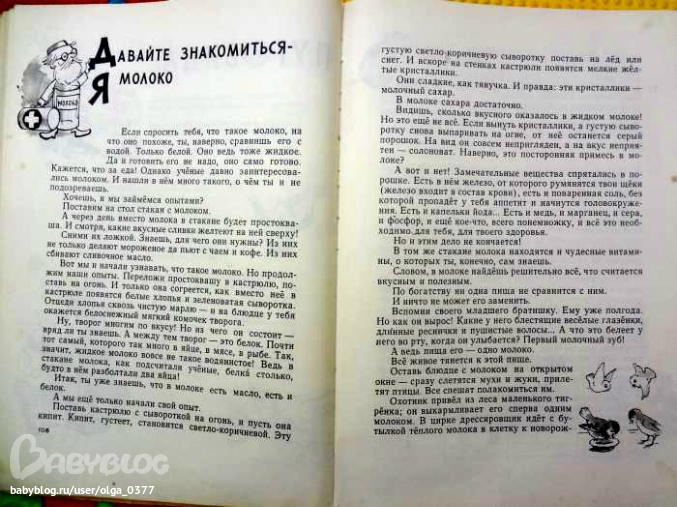 ДАВАЙТЕ ЗНАКОМИТЬСЯ-
Я МОЛОКО
МОЛОКО
Если спросить тебя, что такое молоко, на
что оно похоже, ты, наверно, сравнишь его с
водой. Только белой. Оно ведь тоже жидкое.
Да и готовить его не надо, оно само готово.
Кажется, что за еда! Однако учёные давно заинтересова-
лись молоком. И нашли в нём много такого, о чём ты и не
подозреваешь.
Хочешь, и мы займёмся опытами?
Поставим на стол стакан с молоком.
А через день вместо молока в стакане будет простоква-
ша. И смотри, какие вкусные сливки желтеют на ней сверху!
Сними их ложкой. Знаешь, для чего они нужны? Из них
не только делают мороженое да пьют с чаем и кофе. Из них
сбивают сливочное масло.
Вот мы и начали узнавать, что такое молоко. Но продол-
жим наши опыты. Переложи простоквашу в кастрюлю, по-
ставь на огонь. И только она согреется, как вместо неё в
кастрюле появятся белые хлопья и зеленоватая сыворотка.
Отцеди хлопья сквозь чистую марлю — и на блюдце у тебя
окажется белоснежный мягкий комочек творога.
Ну, творог многим по вкусу! Но из чего он состоит —
вряд ли ты знаешь. А между тем творог — это белок. Почти
тот самый, которого так много в яйце, в мясе, в рыбе. Так,
значит, жидкое молоко вовсе не такое водянистое! Ведь в
стакане молока, как подсчитали учёные, белка столько,
будто в нём разболтали два яйца!
Итак, ты уже знаешь, что в молоке есть масло, есть и
белок.
А мы ещё только начали свой опыт.
Поставь кастрюлю с сывороткой на огонь, и пусть она
кипит. Кипит, густеет, становится светло-коричневой. Эту
108
густую светло-коричневую сыворотку поставь на лёд или
снег. И вскоре на стенках кастрюли появятся мелкие жёл-
тые кристаллики.
Они сладкие, как тянучка. И правда: эти кристаллики —
молочный сахар.
В молоке сахара достаточно.
Видишь, сколько вкусного оказалось в жидком молоке!
Но это ещё не всё. Если вынуть кристаллики, а густую сыво-
ротку снова выпаривать на огне, от неё останется серый
порошок. На вид он совсем непригляден, а на вкус неприя-
тен — солоноват. Наверно, это посторонняя примесь в мо-
локе?
А вот и нет! Замечательные вещества спрятались в по-
рошке. Есть в нём железо, от которого румянятся твои щёки
(железо входит в состав крови), есть и поваренная соль, без
которой пропадёт у тебя аппетит и начнутся головокруже-
ния. Есть и капельки йода... Есть и медь, и марганец, и сера,
и фосфор, и ещё кое-что, всего понемножку, и всё это не-
обходимо для тебя, для твоего здоровья.
Но и этим дело не кончается!
В том же стакане молока находятся и чудесные витами-
ны, о которых ты, конечно, сам знаешь.
Словом, в молоке найдёшь решительно всё, что считается
вкусным и полезным.
По богатству ни одна пища не сравнится с ним.
И ничто не может его заменить.
Вспомни своего младшего братишку. Ему уже полгода.
Но как он вырос! Какие у него блестящие весёлые глазёнки,
длинные реснички и пушистые волосы... А что это белеет у
него во рту, когда он улыбается? Первый молочный зуб!
А ведь пища его — одно молоко.
Всё живое тянется к этой пище.
Оставь блюдце с молоком на открытом
окне — сразу слетятся мухи и жуки, приле-
тят птицы. Все спешат полакомиться им.
Охотник привёл из леса маленького тиг-
рёнка; он выкармливает его сперва одним
молоком. В цирке дрессировщик идёт с бу-
тылкой тёплого молока в клетку к новорож-
BABYBLOG
babyblog.ru/user/olga_0377